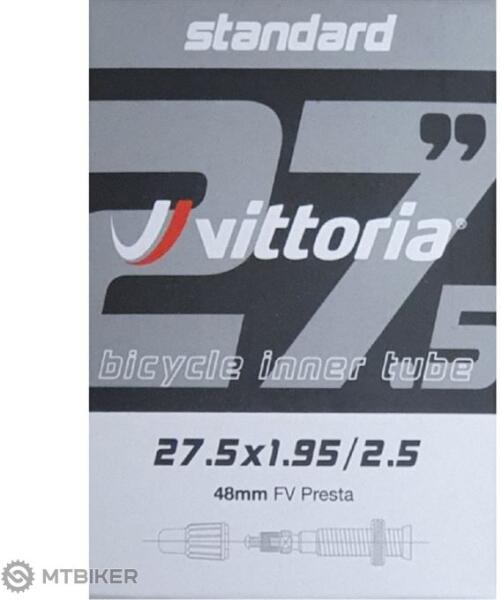 standard
27.5"
vittoria®
bicycle inner tube
27.5x1.95/2.5
48mm FV Presta
MTBIKER